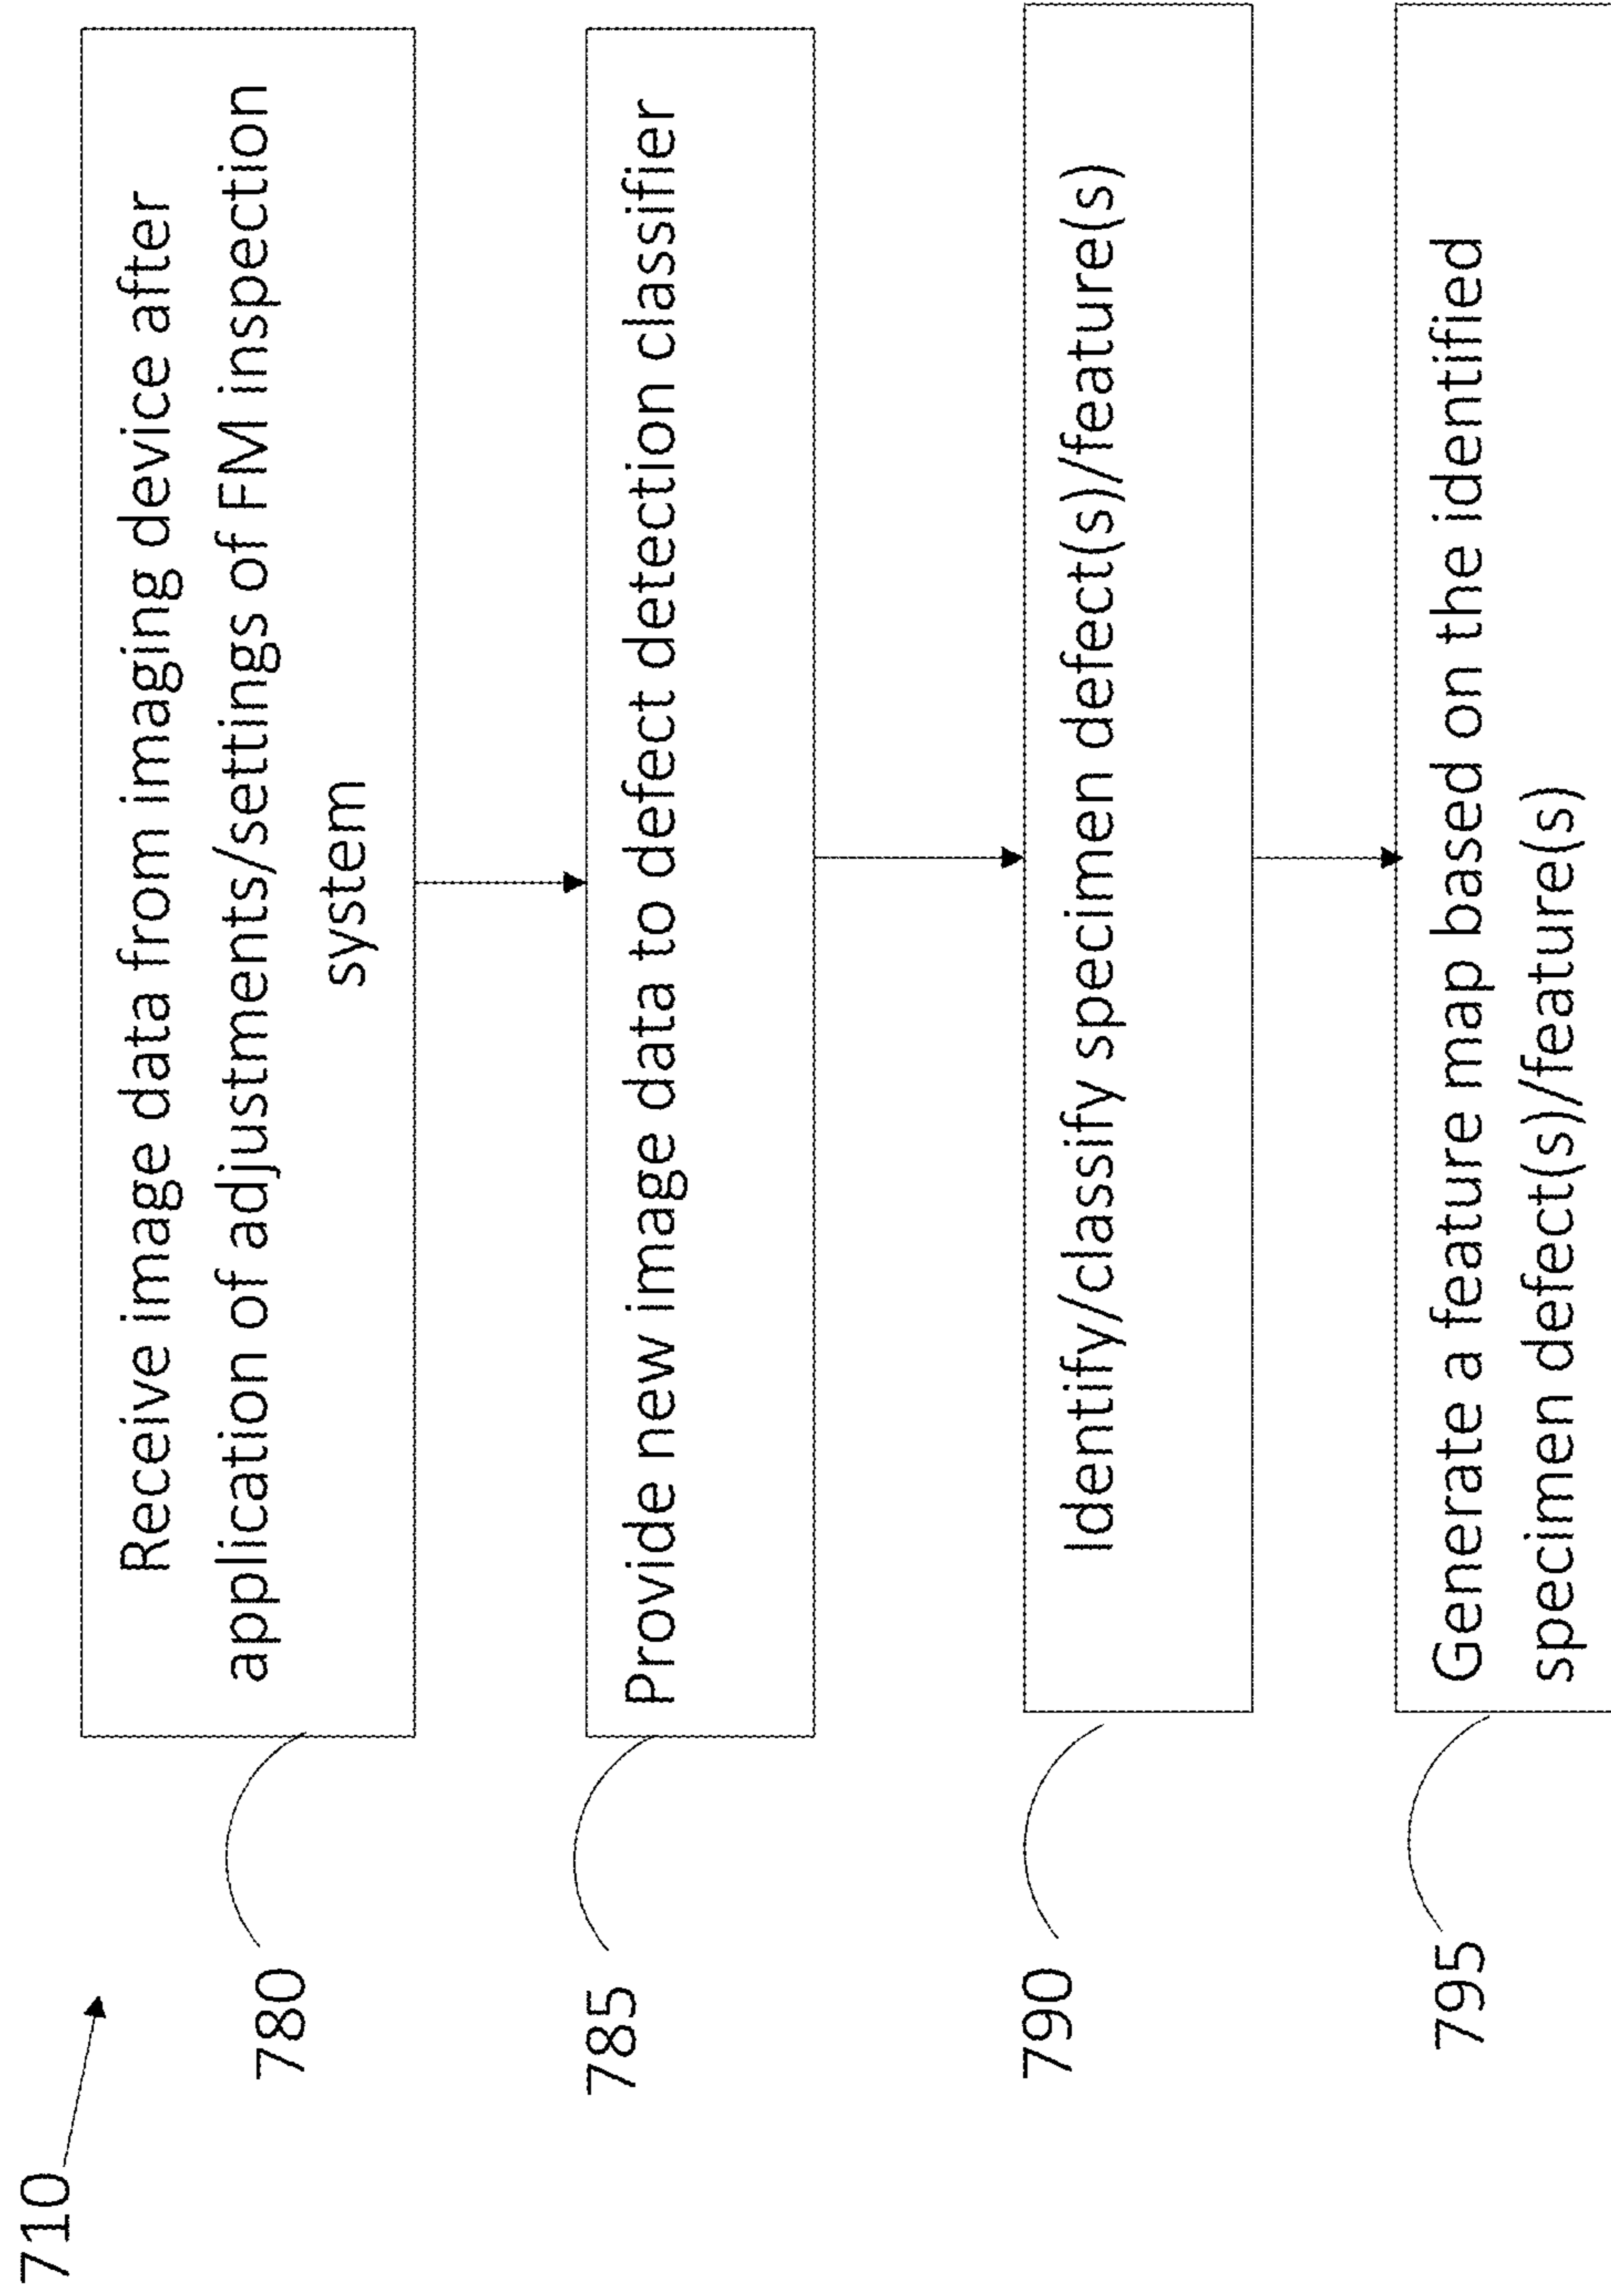 710
780
Receive image data from imaging device after
application of adjustments/settings of FM inspection
system
785
Provide new image data to defect detection classifier
790
Identify/classify specimen defect(s)/feature(s)
795
Generate a feature map based on the identified
specimen defect(s)/feature(s)